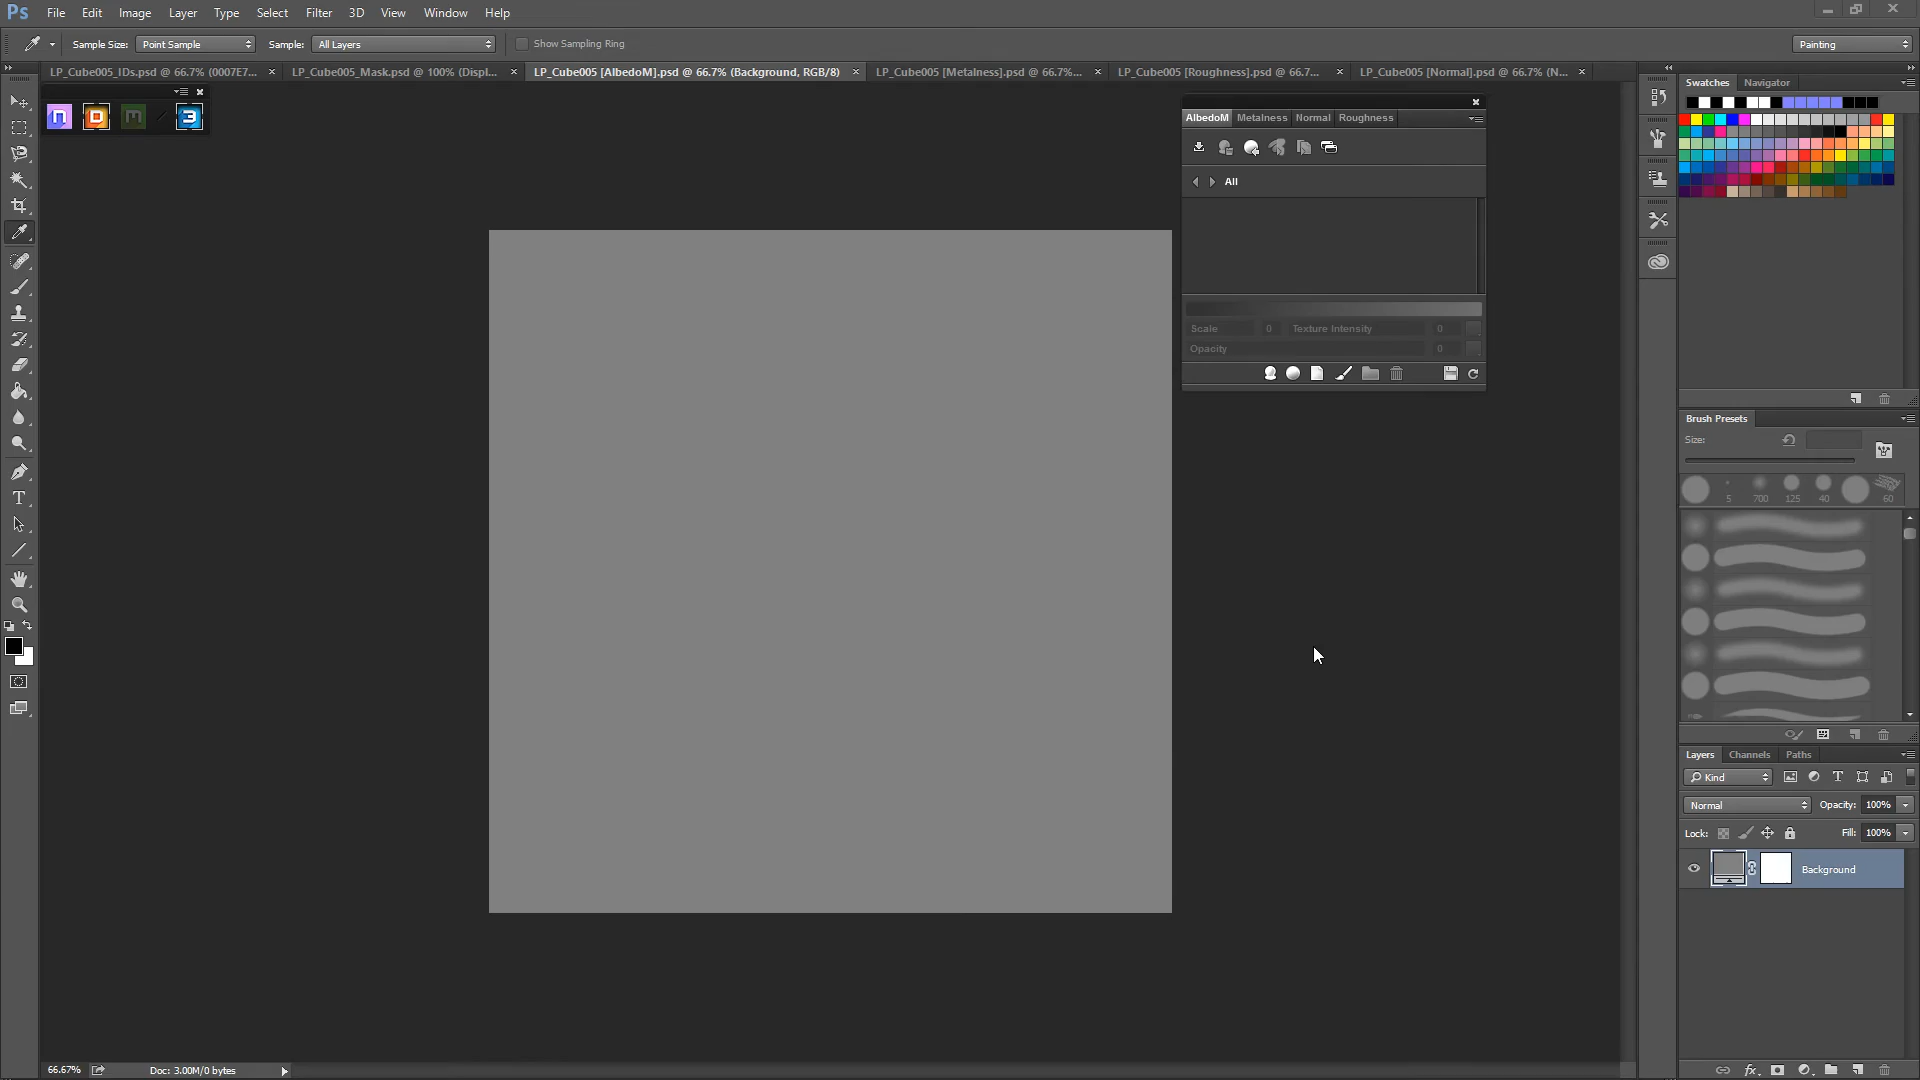 Ps File Edit Image Layer Type Select Filter 3D View Window Help
Sample Size: Point Sample Sample: All Layers Show Sampling Ring Painting
LP_Cube005_IDs.psd @ 66.7% (0007E7... LP_Cube005_Mask.psd @ 100% (Displ... LP_Cube005 [AlbedoM].psd @ 66.7% (Background, RGB/8) LP_Cube005 [Metalness].psd @ 66.7%... LP_Cube005 [Roughness].psd @ 66.7... LP_Cube005 [Normal].psd @ 66.7% (N...
Swatches Navigator
n D m 3
AlbedoM Metalness Normal Roughness
All
Scale 0 Texture Intensity 0
Opacity 0
Brush Presets
Size:
5 700 125 40 60
T
Layers Channels Paths
Kind T
Normal Opacity: 100%
Lock: Fill: 100%
Background
66.67% Doc: 3.00M/0 bytes fx